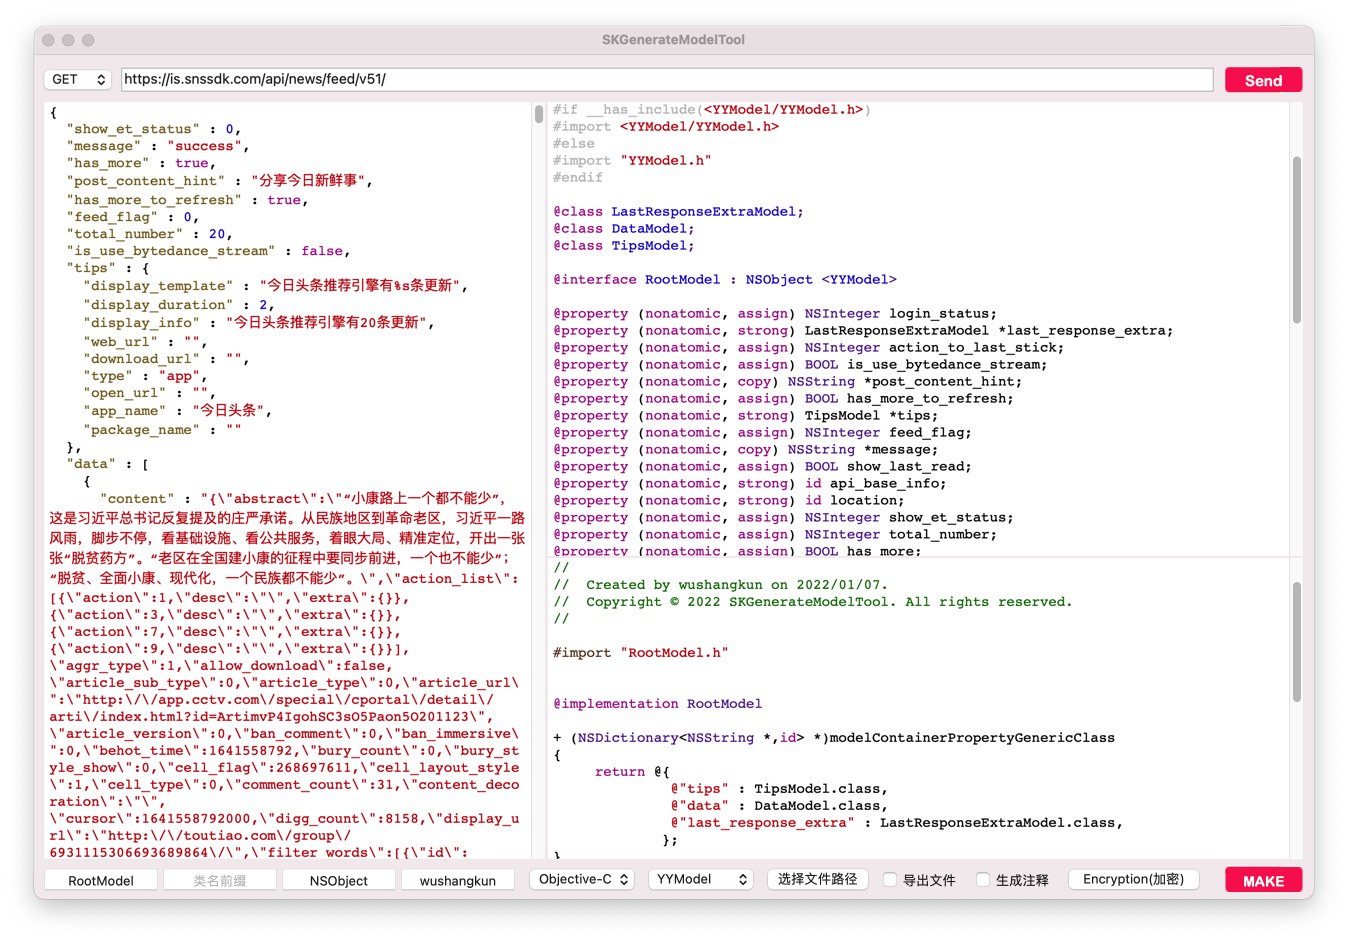 SKGenerateModelTool
GET
https://is.snssdk.com/api/news/feed/v51/
Send
{
"show_et_status" : 0,
"message" : "success",
"has_more" : true,
"post_content_hint" : "分享今日新鲜事",
"has_more_to_refresh" : true,
"feed_flag" : 0,
"total_number" : 20,
"is_use_bytedance_stream" : false,
"tips" : {
"display_template" : "今日头条推荐引擎有%s条更新",
"display_duration" : 2,
"display_info" : "今日头条推荐引擎有20条更新",
"web_url" : "",
"download_url" : "",
"type" : "app",
"open_url" : "",
"app_name" : "今日头条",
"package_name" : ""
},
"data" : [
{
"content" : "{\"abstract\":\"“小康路上一个都不能少”,
这是习近平总书记反复提及的庄严承诺。从民族地区到革命老区，习近平一路
风雨，脚步不停，看基础设施、看公共服务，着眼大局、精准定位，开出一张
张“脱贫药方”。“老区在全国建小康的征程中要同步前进，一个也不能少”；
“脱贫、全面小康、现代化，一个民族都不能少”。\",\"action_list\":
[{\"action\":1,\"desc\":\"\",\"extra\":{}},
{\"action\":3,\"desc\":\"\",\"extra\":{}},
{\"action\":7,\"desc\":\"\",\"extra\":{}},
{\"action\":9,\"desc\":\"\",\"extra\":{}}],
\"aggr_type\":1,\"allow_download\":false,
\"article_sub_type\":0,\"article_type\":0,\"article_url\
":\"http:\/\/app.cctv.com\/special\/cportal\/detail\/
arti\/index.html?id=ArtimvP4IgohSC3sO5Paon5O201123\",
\"article_version\":0,\"ban_comment\":0,\"ban_immersive\
":0,\"behot_time\":1641558792,\"bury_count\":0,\"bury_st
yle_show\":0,\"cell_flag\":268697611,\"cell_layout_style
\":1,\"cell_type\":0,\"comment_count\":31,\"content_deco
ration\":\"\",
\"cursor\":1641558792000,\"digg_count\":8158,\"display_u
rl\":\"http:\/\/toutiao.com\/group\/
6931115306693689864\/\",\"filter_words\":[{\"id\":
#if __has_include(<YYModel/YYModel.h>)
#import <YYModel/YYModel.h>
#else
#import "YYModel.h"
#endif
@class LastResponseExtraModel;
@class DataModel;
@class TipsModel;
@interface RootModel : NSObject <YYModel>
@property (nonatomic, assign) NSInteger login_status;
@property (nonatomic, strong) LastResponseExtraModel *last_response_extra;
@property (nonatomic, assign) NSInteger action_to_last_stick;
@property (nonatomic, assign) BOOL is_use_bytedance_stream;
@property (nonatomic, copy) NSString *post_content_hint;
@property (nonatomic, assign) BOOL has_more_to_refresh;
@property (nonatomic, strong) TipsModel *tips;
@property (nonatomic, assign) NSInteger feed_flag;
@property (nonatomic, copy) NSString *message;
@property (nonatomic, assign) BOOL show_last_read;
@property (nonatomic, strong) id api_base_info;
@property (nonatomic, strong) id location;
@property (nonatomic, assign) NSInteger show_et_status;
@property (nonatomic, assign) NSInteger total_number;
@property (nonatomic, assign) BOOL has_more;
//
// Created by wushangkun on 2022/01/07.
// Copyright © 2022 SKGenerateModelTool. All rights reserved.
//
#import "RootModel.h"
@implementation RootModel
+ (NSDictionary<NSString *,id> *)modelContainerPropertyGenericClass
{
return @{
@"tips" : TipsModel.class,
@"data" : DataModel.class,
@"last_response_extra" : LastResponseExtraModel.class,
};
}
RootModel
类名前缀
NSObject
wushangkun
Objective-C
YYModel
选择文件路径
导出文件
生成注释
Encryption(加密)
MAKE